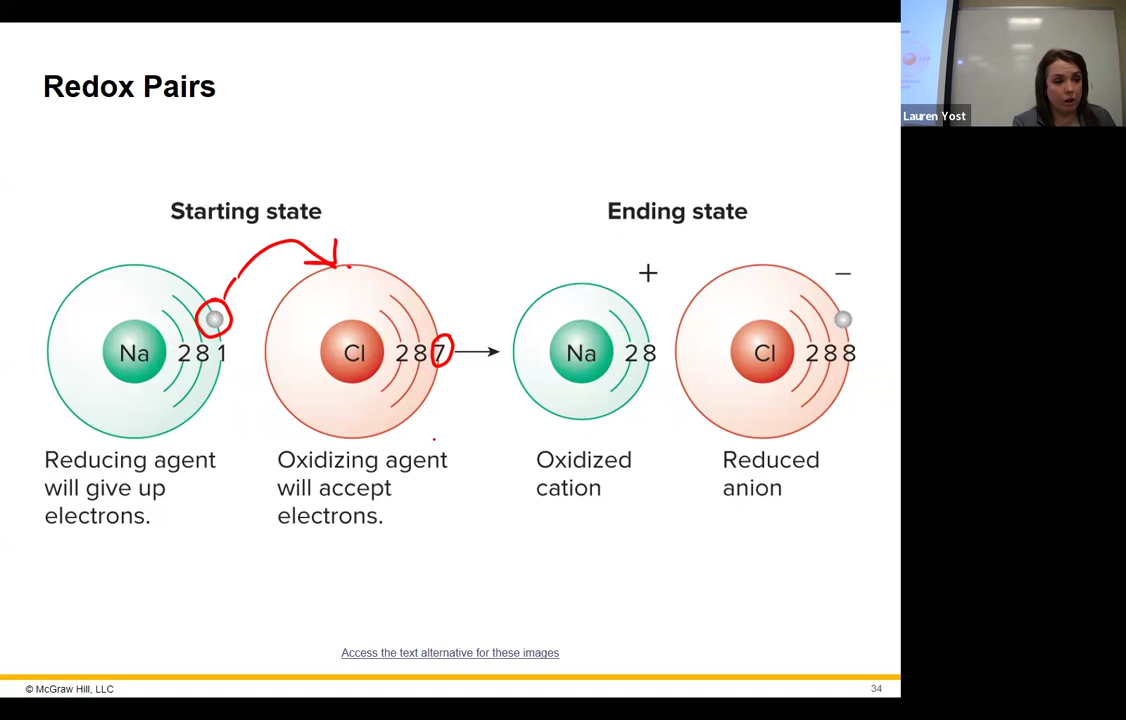 Redox Pairs
Lauren Yost
Starting state
Ending state
+
−
Na 2 8 1
Cl 2 8 7
Na 2 8
Cl 2 8 8
Reducing agent
will give up
electrons.
Oxidizing agent
will accept
electrons.
Oxidized
cation
Reduced
anion
Access the text alternative for these images
© McGraw Hill, LLC
34